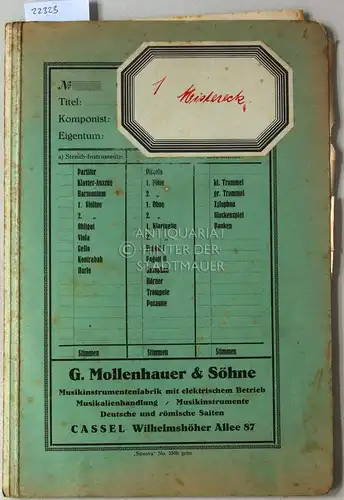 22323
1 Meistereck.
№
Titel:
Komponist:
Eigentum:
a) Streich-Instrumente:
Partitur
Klavier-Auszug
Harmonium
1. Violine
2. „
Obligat
Viola
Cello
Kontrabaß
Harfe
Stimmen
1. Flöte
2. „
1. Oboe
2. „
1. Klarinette
2. „
Fagott II
Hörner
Trompete
Posaune
Stimmen
kl. Trommel
gr. Trommel
Xylophon
Glockenspiel
Pauken
Stimmen
ANTIQUARIAT
HINTER DER
STADTMAUER
G. Mollenhauer & Söhne
Musikinstrumentenfabrik mit elektrischem Betrieb
Musikalienhandlung / Musikinstrumente
Deutsche und römische Saiten
CASSEL Wilhelmshöher Allee 87
grün